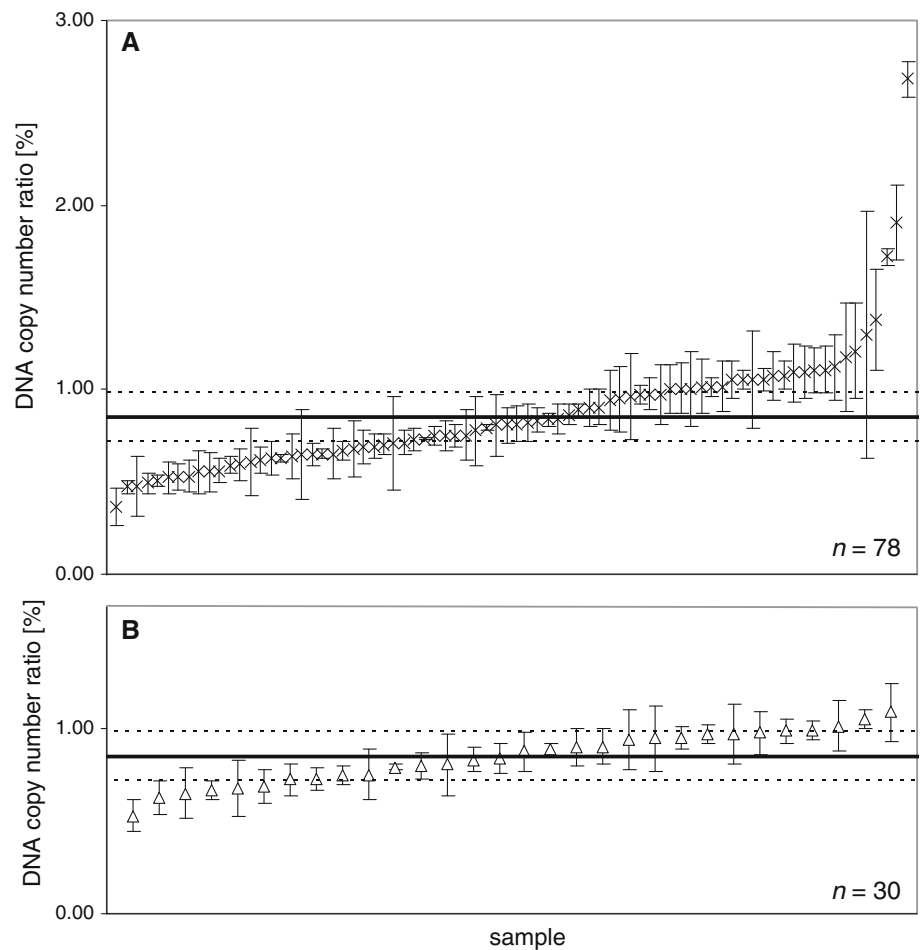 A
DNA copy number ratio [%]
3.00
2.00
1.00
0.00
n = 78
B
DNA copy number ratio [%]
1.00
0.00
n = 30
sample